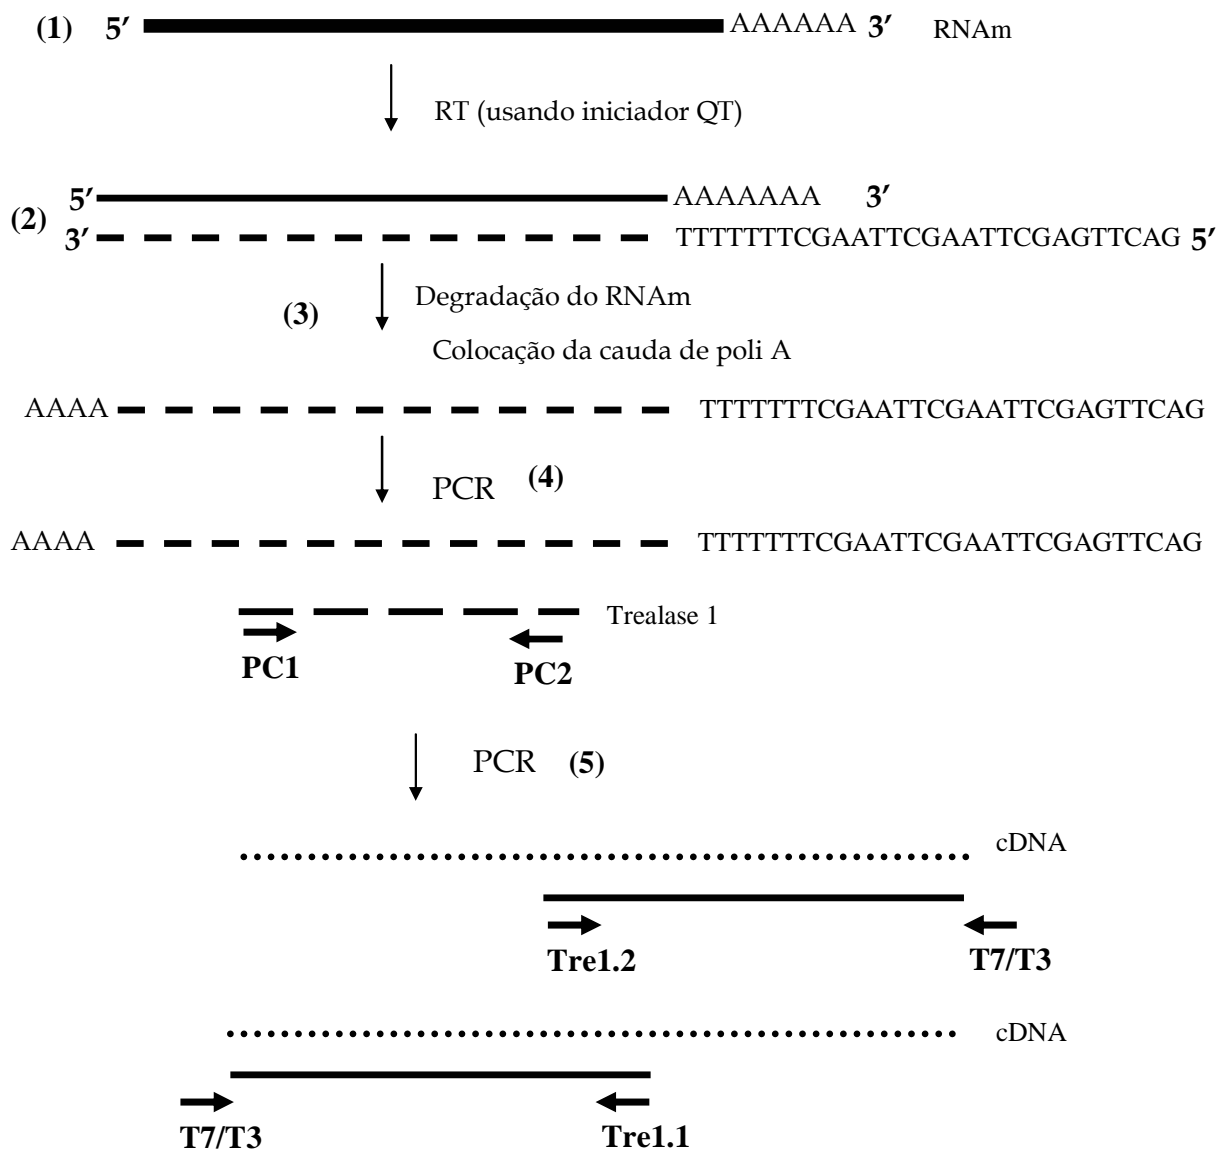 (1) 5′ AAAAAA 3′ RNAm
RT (usando iniciador QT)
5′ AAAAAAA 3′
(2)
3′ TTTTTTTCGAATTCGAATTCGAGTTCAG 5′
(3) Degradação do RNAm
Colocação da cauda de poli A
AAAA TTTTTTTCGAATTCGAATTCGAGTTCAG
PCR (4)
AAAA TTTTTTTCGAATTCGAATTCGAGTTCAG
Trealase 1
PC1 PC2
PCR (5)
cDNA
Tre1.2 T7/T3
cDNA
T7/T3 Tre1.1